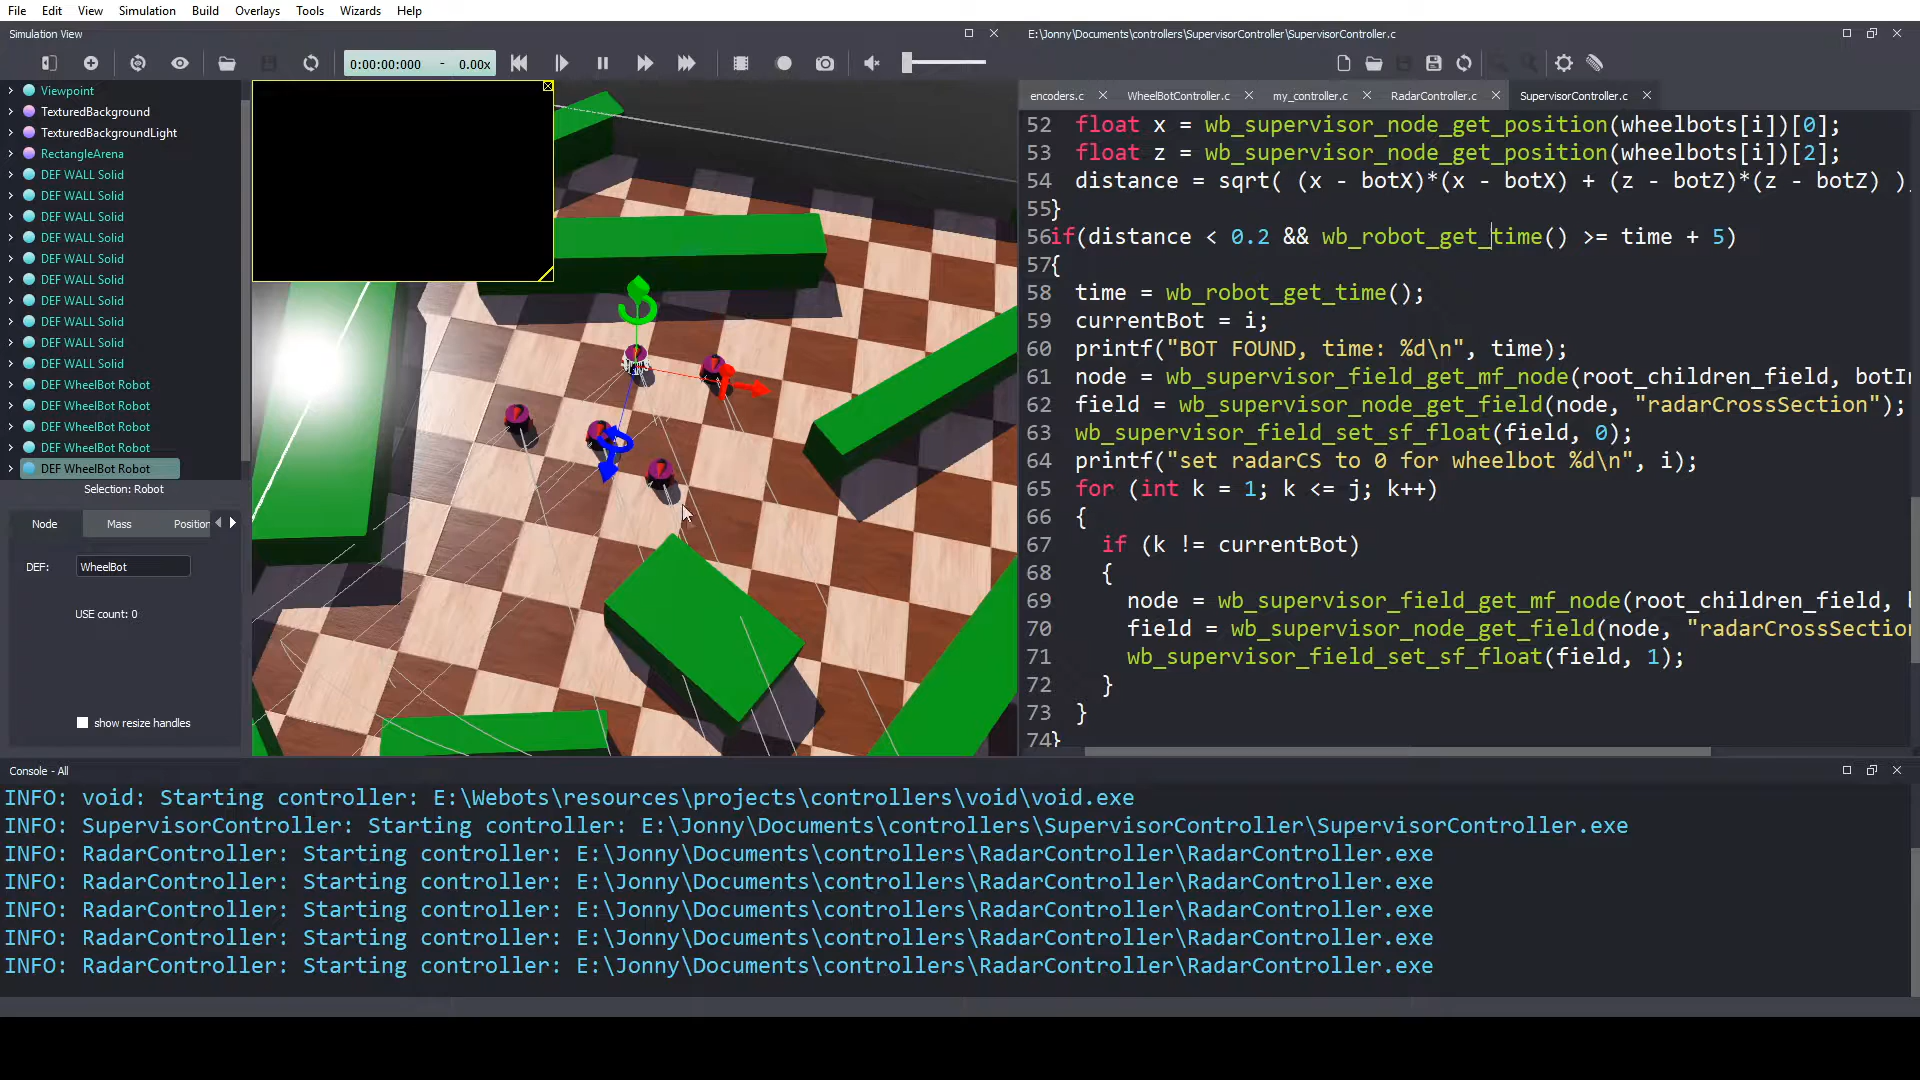 File Edit View Simulation Build Overlays Tools Wizards Help
Simulation View
0:00:00:000 - 0.00x
Viewpoint
TexturedBackground
TexturedBackgroundLight
RectangleArena
DEF WALL Solid
DEF WALL Solid
DEF WALL Solid
DEF WALL Solid
DEF WALL Solid
DEF WALL Solid
DEF WALL Solid
DEF WALL Solid
DEF WALL Solid
DEF WALL Solid
DEF WheelBot Robot
DEF WheelBot Robot
DEF WheelBot Robot
DEF WheelBot Robot
DEF WheelBot Robot
Selection: Robot
Node Mass Position
DEF: WheelBot
USE count: 0
show resize handles
E:\Jonny\Documents\controllers\SupervisorController\SupervisorController.c
encoders.c WheelBotController.c my_controller.c RadarController.c SupervisorController.c
52 float x = wb_supervisor_node_get_position(wheelbots[i])[0];
53 float z = wb_supervisor_node_get_position(wheelbots[i])[2];
54 distance = sqrt( (x - botX)*(x - botX) + (z - botZ)*(z - botZ) )
55}
56if(distance < 0.2 && wb_robot_get_time() >= time + 5)
57{
58 time = wb_robot_get_time();
59 currentBot = i;
60 printf("BOT FOUND, time: %d\n", time);
61 node = wb_supervisor_field_get_mf_node(root_children_field, botI
62 field = wb_supervisor_node_get_field(node, "radarCrossSection");
63 wb_supervisor_field_set_sf_float(field, 0);
64 printf("set radarCS to 0 for wheelbot %d\n", i);
65 for (int k = 1; k <= j; k++)
66 {
67 if (k != currentBot)
68 {
69 node = wb_supervisor_field_get_mf_node(root_children_field,
70 field = wb_supervisor_node_get_field(node, "radarCrossSection
71 wb_supervisor_field_set_sf_float(field, 1);
72 }
73 }
74}
Console - All
INFO: void: Starting controller: E:\Webots\resources\projects\controllers\void\void.exe
INFO: SupervisorController: Starting controller: E:\Jonny\Documents\controllers\SupervisorController\SupervisorController.exe
INFO: RadarController: Starting controller: E:\Jonny\Documents\controllers\RadarController\RadarController.exe
INFO: RadarController: Starting controller: E:\Jonny\Documents\controllers\RadarController\RadarController.exe
INFO: RadarController: Starting controller: E:\Jonny\Documents\controllers\RadarController\RadarController.exe
INFO: RadarController: Starting controller: E:\Jonny\Documents\controllers\RadarController\RadarController.exe
INFO: RadarController: Starting controller: E:\Jonny\Documents\controllers\RadarController\RadarController.exe